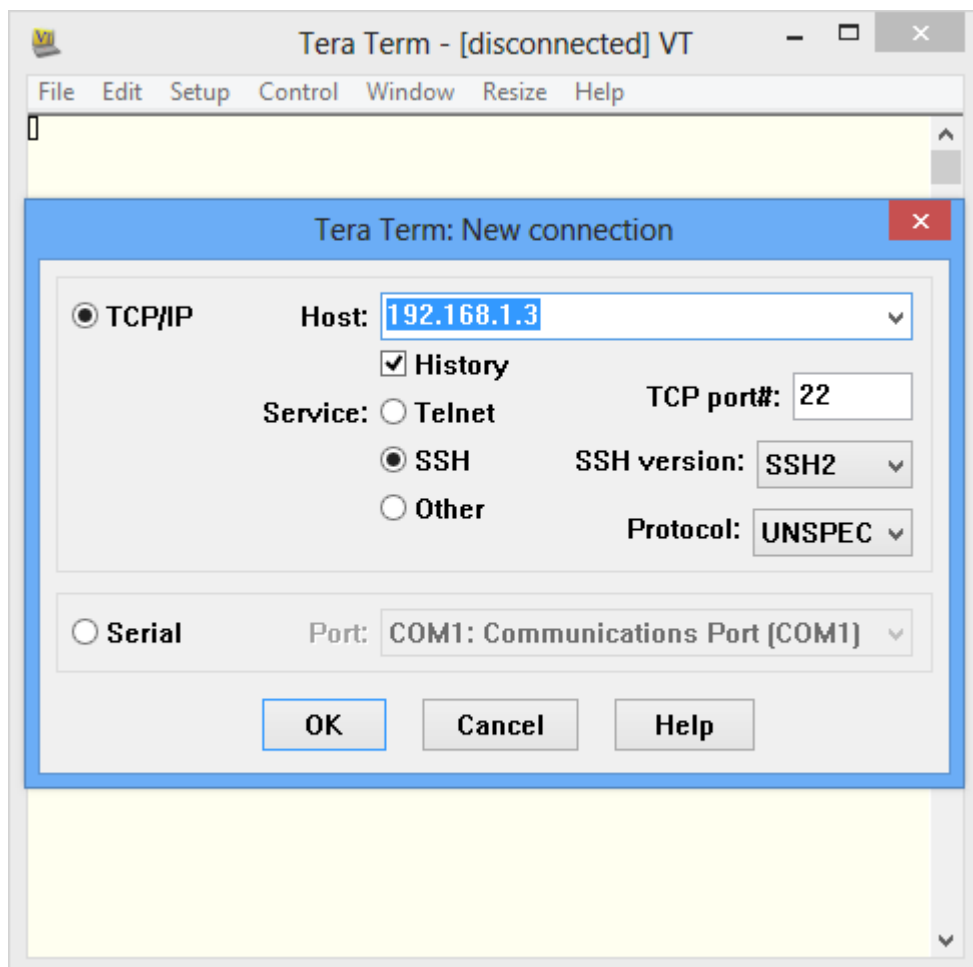 Tera Term - [disconnected] VT
File Edit Setup Control Window Resize Help
Tera Term: New connection
TCP/IP Host: 192.168.1.3
History
Service: Telnet TCP port#: 22
SSH SSH version: SSH2
Other Protocol: UNSPEC
Serial Port: COM1: Communications Port (COM1)
OK Cancel Help